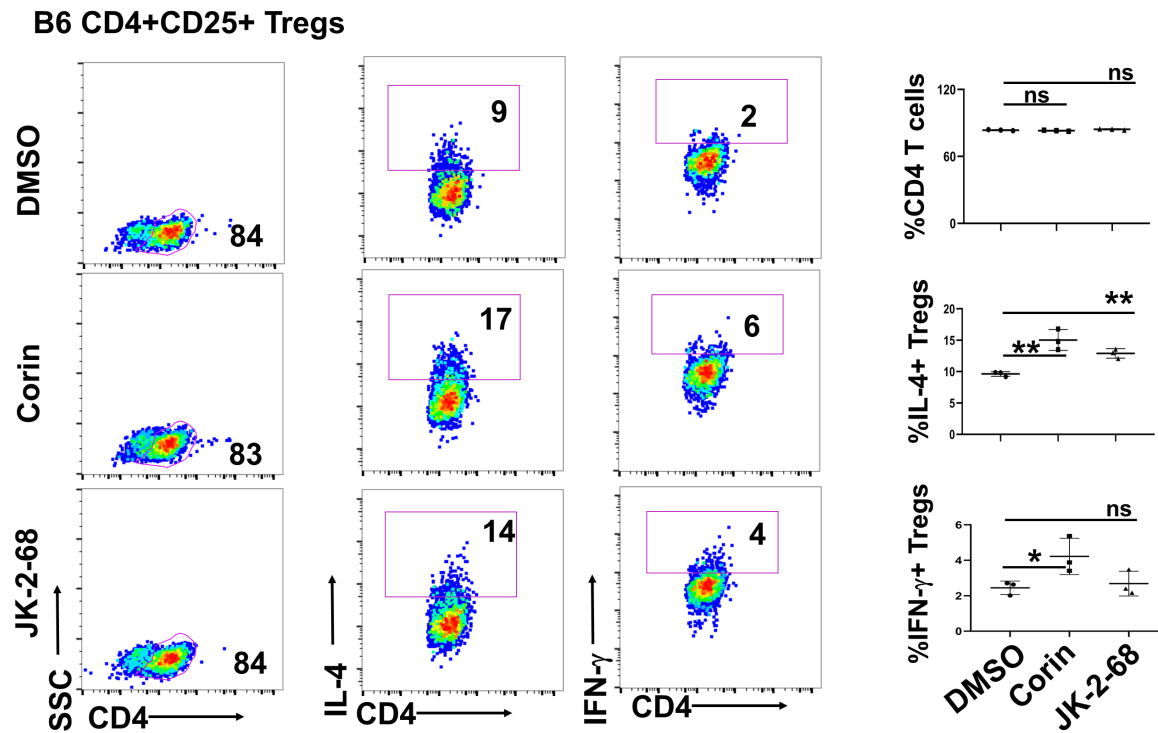 B6 CD4+CD25+ Tregs
DMSO
84
9
2
Corin
83
17
6
JK-2-68
84
14
4
SSC
CD4
IL-4
CD4
IFN-γ
CD4
%CD4 T cells
120
60
0
ns
ns
%IL-4+ Tregs
20
15
10
5
0
**
**
%IFN-γ+ Tregs
6
4
2
0
ns
*
DMSO
Corin
JK-2-68